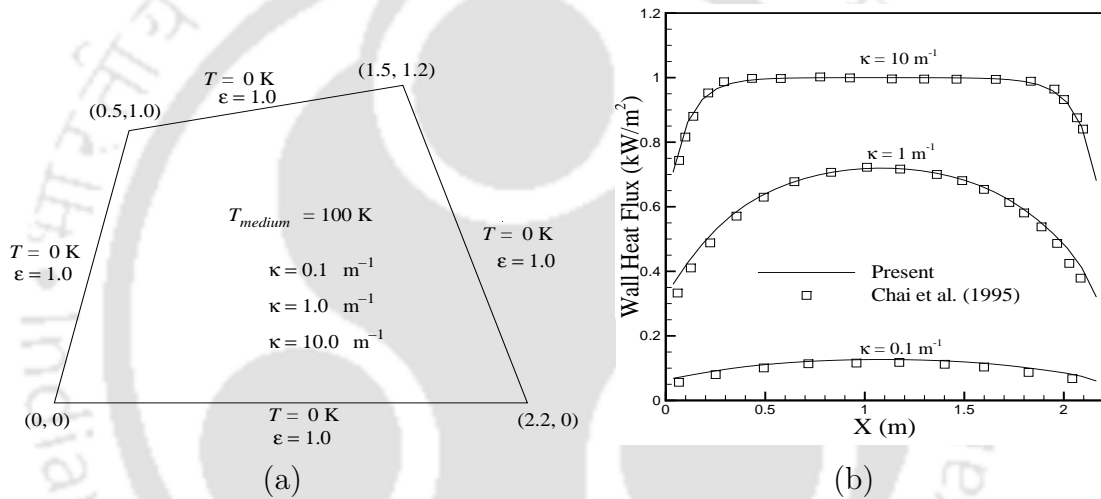 T = 0 K
ε = 1.0
(1.5, 1.2)
(0.5,1.0)
T_medium = 100 K
T = 0 K
ε = 1.0
T = 0 K
ε = 1.0
κ = 0.1 m⁻¹
κ = 1.0 m⁻¹
κ = 10.0 m⁻¹
(0, 0)
T = 0 K
ε = 1.0
(2.2, 0)
(a)
Wall Heat Flux (kW/m²)
1.2
1
0.8
0.6
0.4
0.2
0
κ = 10 m⁻¹
κ = 1 m⁻¹
Present
Chai et al. (1995)
κ = 0.1 m⁻¹
0 0.5 1 1.5 2
X (m)
(b)